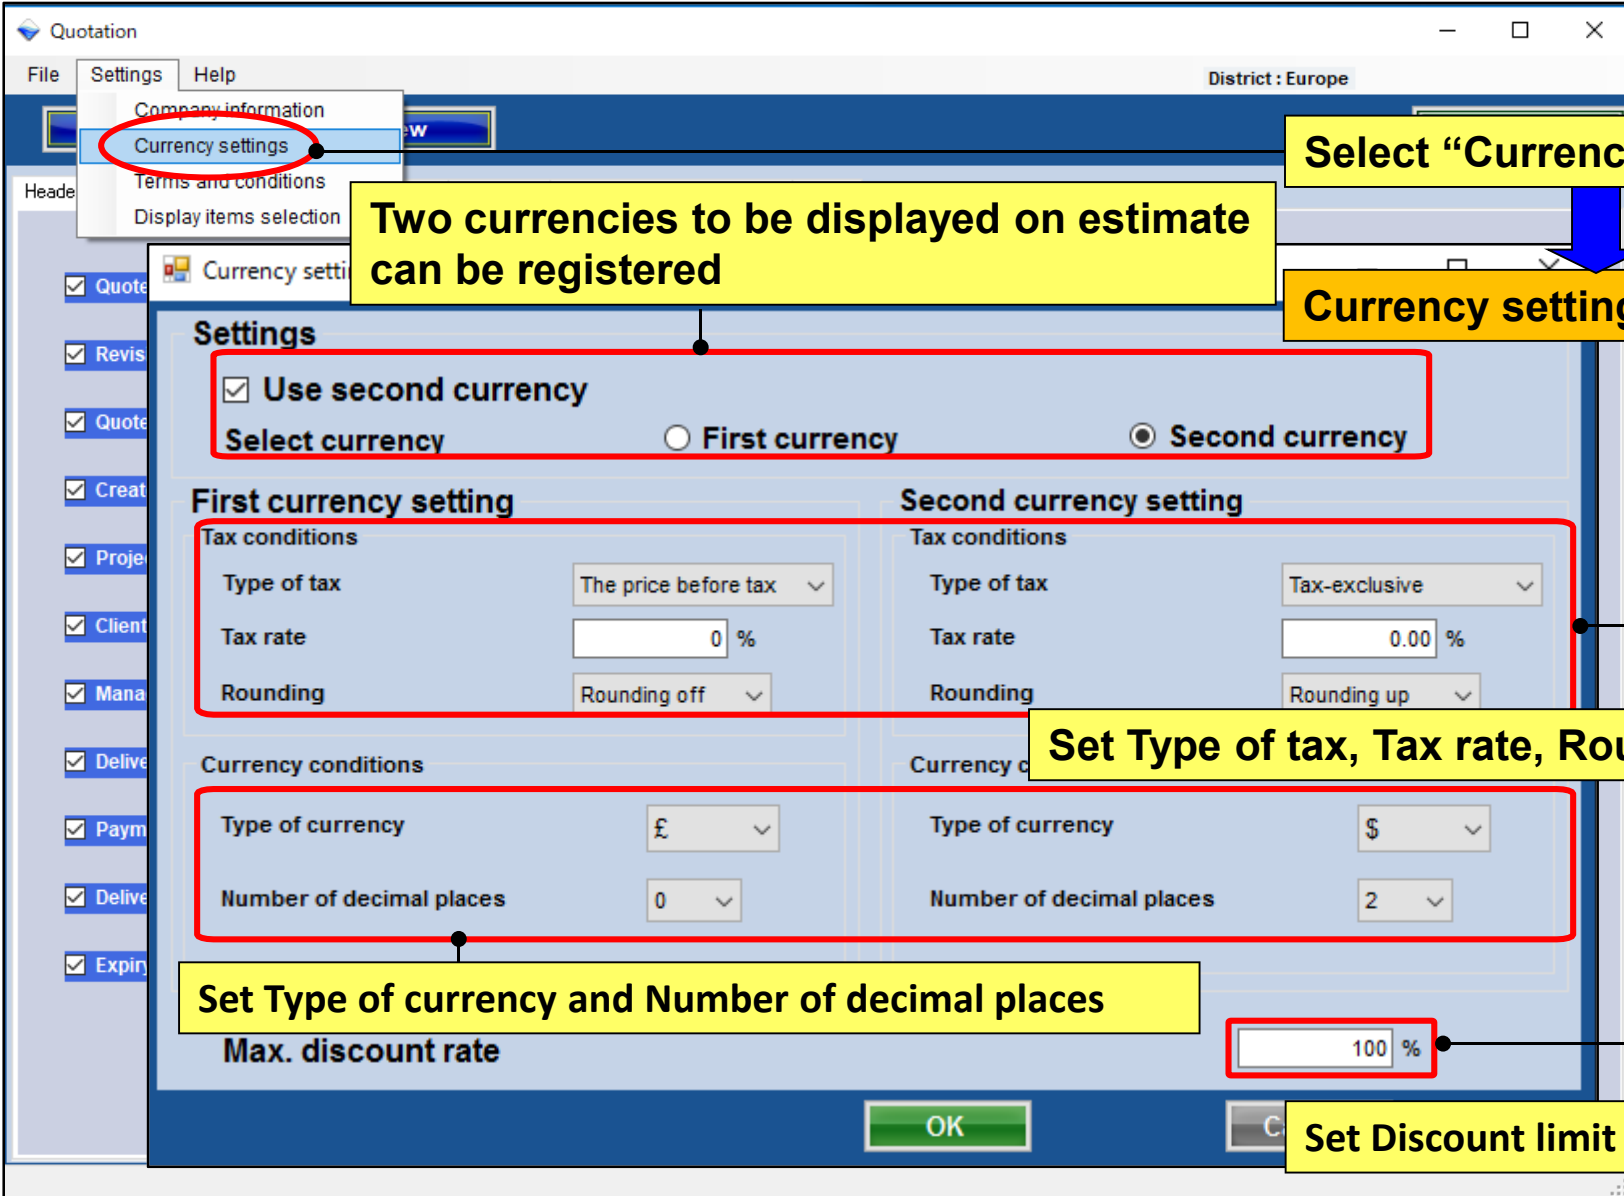 Quotation
File Settings Help
District : Europe
Company information
Currency settings
Terms and conditions
Display items selection
Select “Currenc
Two currencies to be displayed on estimate
can be registered
Currency setting
Currency settin
Settings
Use second currency
Select currency First currency Second currency
First currency setting Second currency setting
Tax conditions Tax conditions
Type of tax The price before tax Type of tax Tax-exclusive
Tax rate 0 % Tax rate 0.00 %
Rounding Rounding off Rounding Rounding up
Set Type of tax, Tax rate, Rou
Currency conditions Currency c
Type of currency £ Type of currency $
Number of decimal places 0 Number of decimal places 2
Set Type of currency and Number of decimal places
Max. discount rate 100 %
OK
Set Discount limit
Heade
Quote
Revis
Quote
Creat
Proje
Client
Mana
Delive
Paym
Delive
Expiry